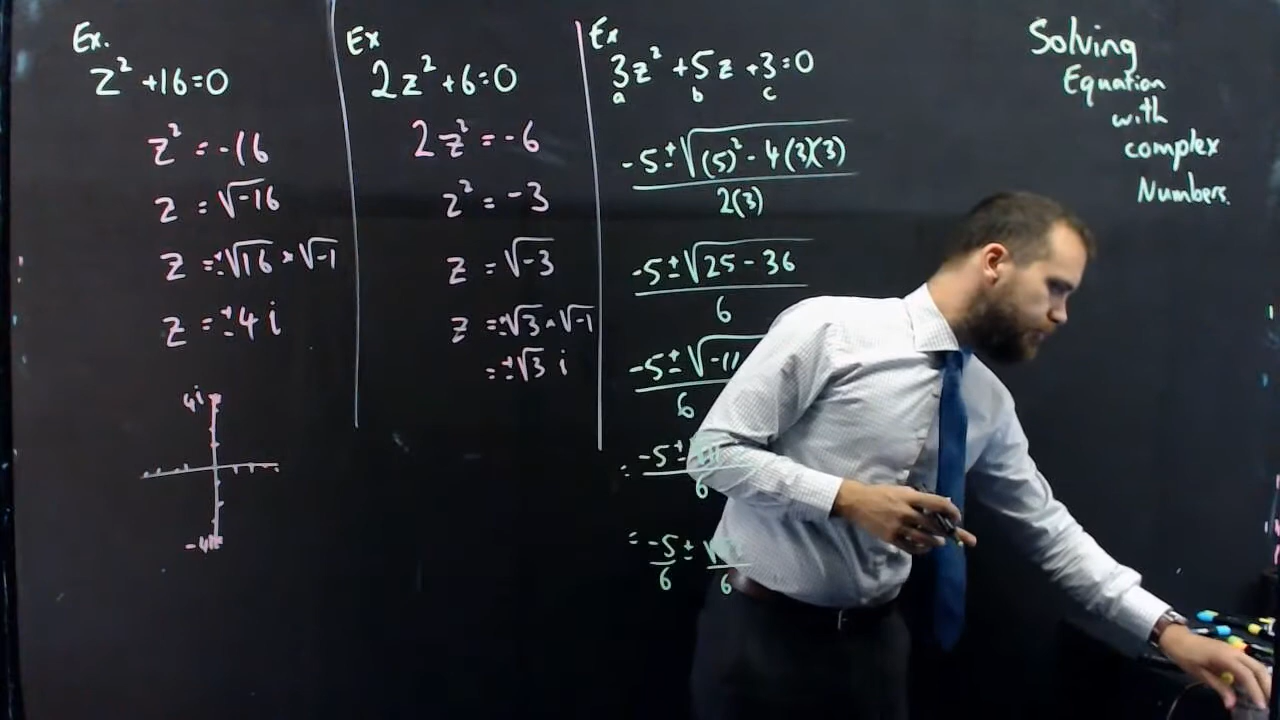 Ex.
z² +16=0
z² = -16
z = √-16
z = ±√16 × √-1
z = ±4 i
4i
-4i
Ex
2z² +6=0
2z² = -6
z² = -3
z = √-3
z = ±√3 × √-1
= ±√3 i
Ex
3z² +5z +3=0
a b c
-5±√(5)² - 4(3)(3)
2(3)
-5±√25 - 36
6
-5±√-11
6
= -5±
6
= -5 ± √
6 6
Solving
Equation
with
complex
Numbers.